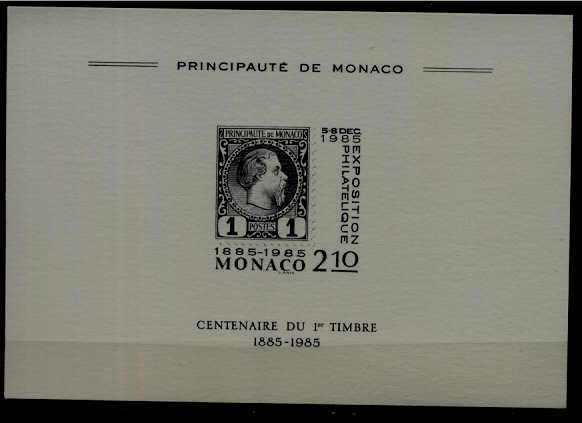 PRINCIPAUTÉ DE MONACO
PRINCIPAUTÉ DE MONACO
1 POSTES 1
5-8 DEC.
1985
EXPOSITION
PHILATELIQUE
1885-1985
MONACO 2.10
CENTENAIRE DU 1er TIMBRE
1885-1985